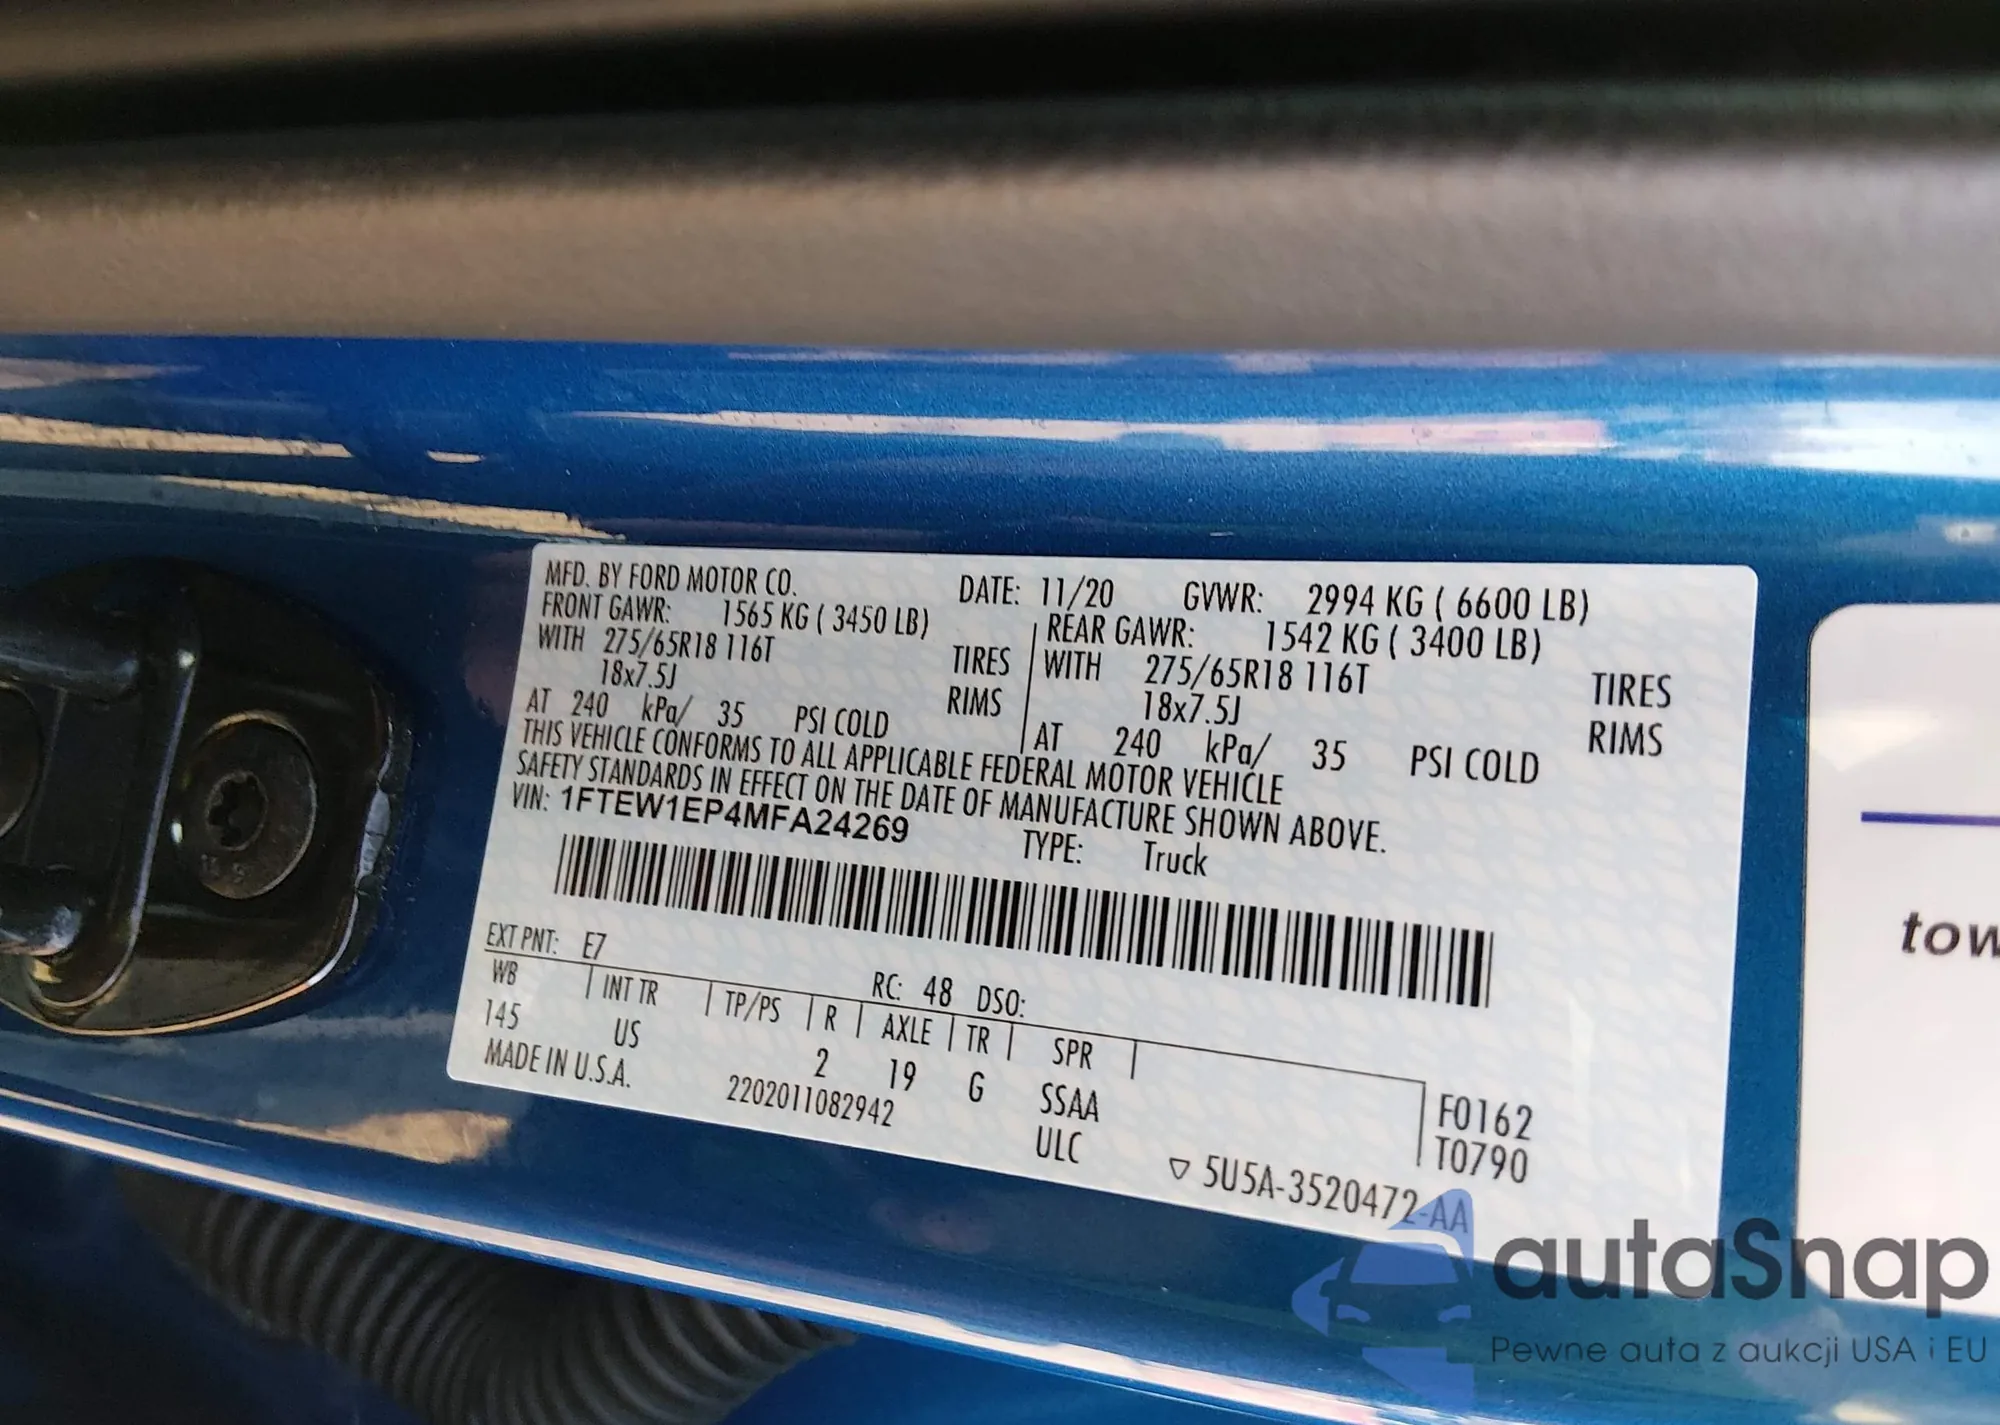 MFD. BY FORD MOTOR CO. DATE: 11/20 GVWR: 2994 KG ( 6600 LB)
FRONT GAWR: 1565 KG ( 3450 LB) REAR GAWR: 1542 KG ( 3400 LB)
WITH 275/65R18 116T TIRES WITH 275/65R18 116T TIRES
18x7.5J RIMS 18x7.5J RIMS
AT 240 kPa/ 35 PSI COLD AT 240 kPa/ 35 PSI COLD
THIS VEHICLE CONFORMS TO ALL APPLICABLE FEDERAL MOTOR VEHICLE
SAFETY STANDARDS IN EFFECT ON THE DATE OF MANUFACTURE SHOWN ABOVE.
VIN: 1FTEW1EP4MFA24269 TYPE: Truck
EXT PNT: E7 RC: 48 DSO:
WB INT TR TP/PS R AXLE TR SPR
145 US 2 19 G SSAA F0162
ULC T0790
MADE IN U.S.A. 2202011082942 5U5A-3520472-AA
tow
autaSnap
Pewne auta z aukcji USA i EU